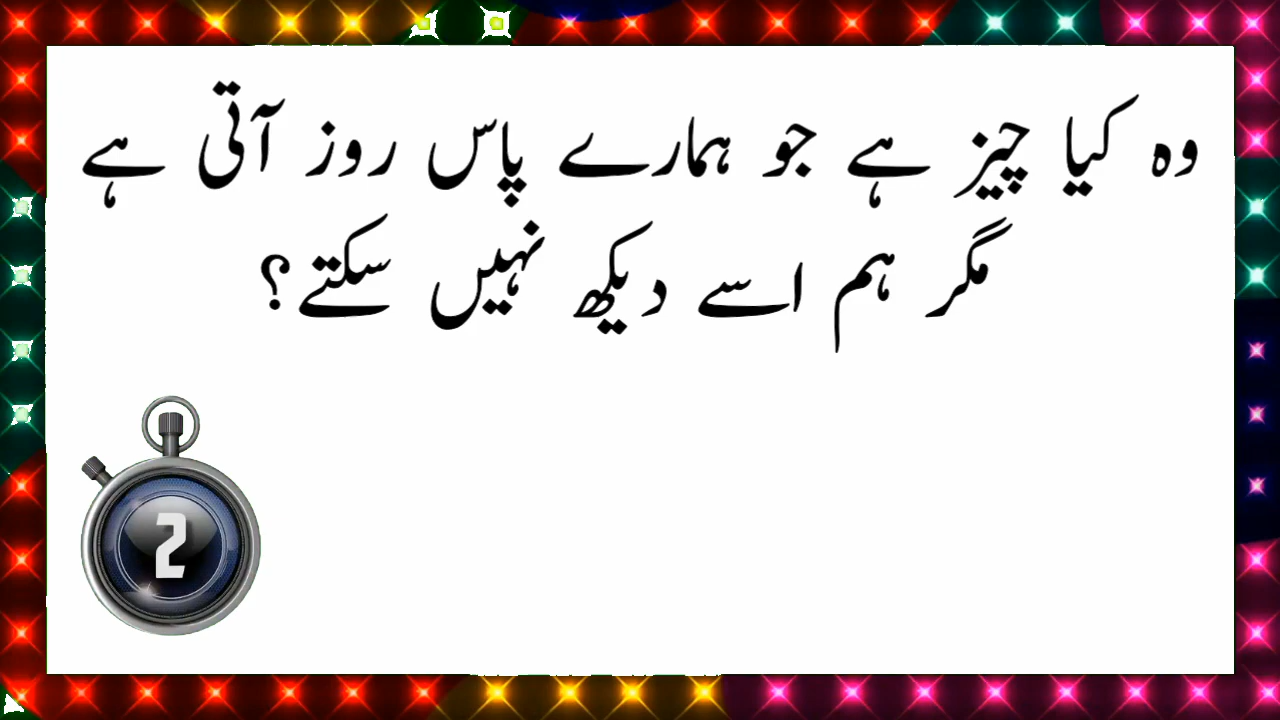 وہ کیا چیز ہے جو ہمارے پاس روز آتی ہے
مگر ہم اسے دیکھ نہیں سکتے؟
2